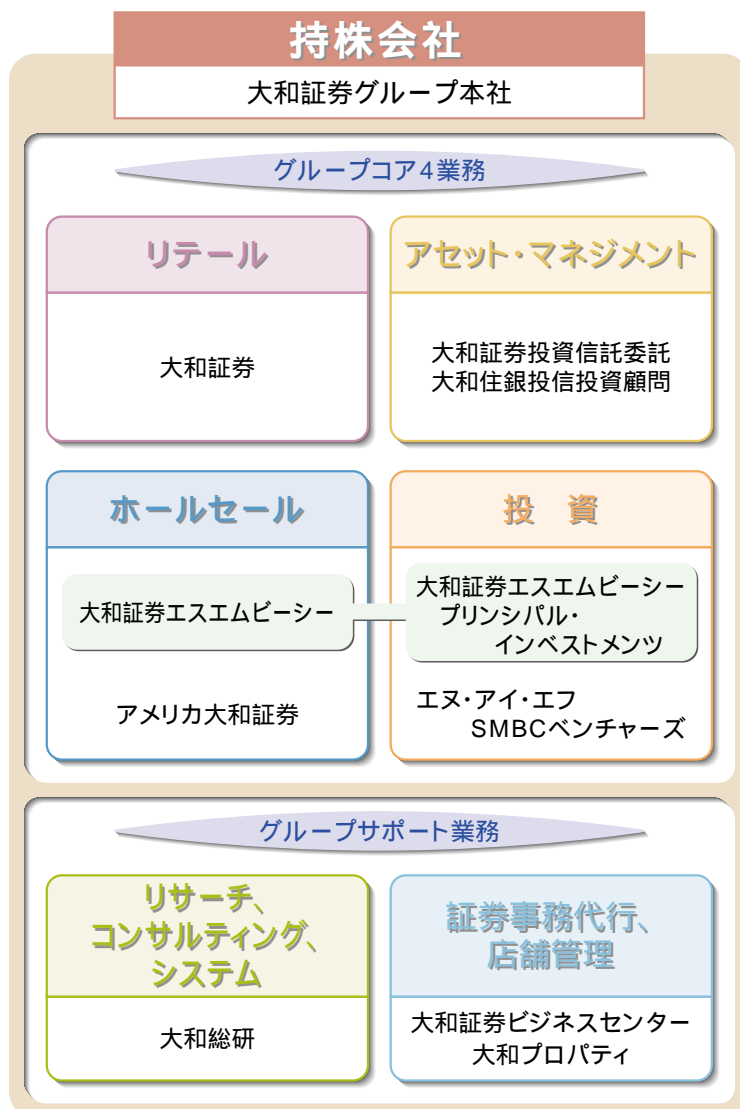 持株会社
大和証券グループ本社
グループコア4業務
リテール
大和証券
アセット・マネジメント
大和証券投資信託委託
大和住銀投信投資顧問
ホールセール
大和証券エスエムビーシー
アメリカ大和証券
投 資
大和証券エスエムビーシー
プリンシパル・
インベストメンツ
エヌ・アイ・エフ
SMBCベンチャーズ
グループサポート業務
リサーチ、
コンサルティング、
システム
大和総研
証券事務代行、
店舗管理
大和証券ビジネスセンター
大和プロパティ